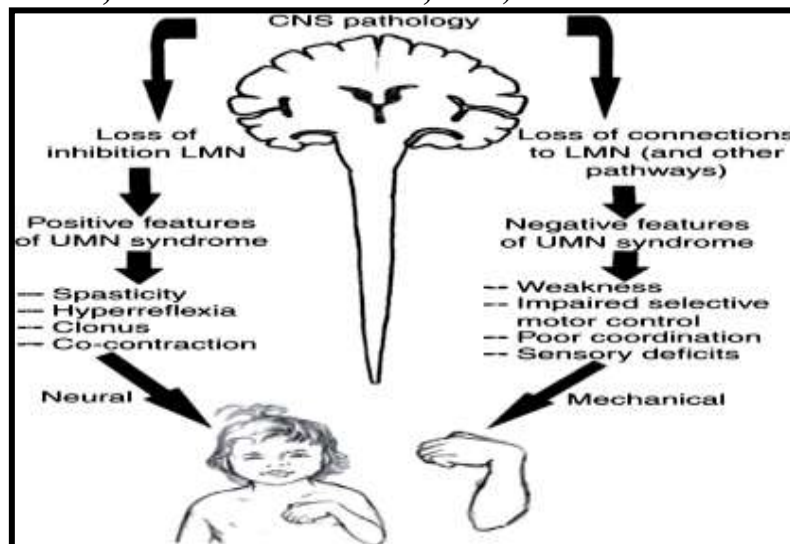 CNS pathology
Loss of
inhibition LMN
Positive features
of UMN syndrome
-- Spasticity
-- Hyperreflexia
-- Clonus
-- Co-contraction
Neural
Loss of connections
to LMN (and other
pathways)
Negative features
of UMN syndrome
-- Weakness
-- Impaired selective
motor control
-- Poor coordination
-- Sensory deficits
Mechanical